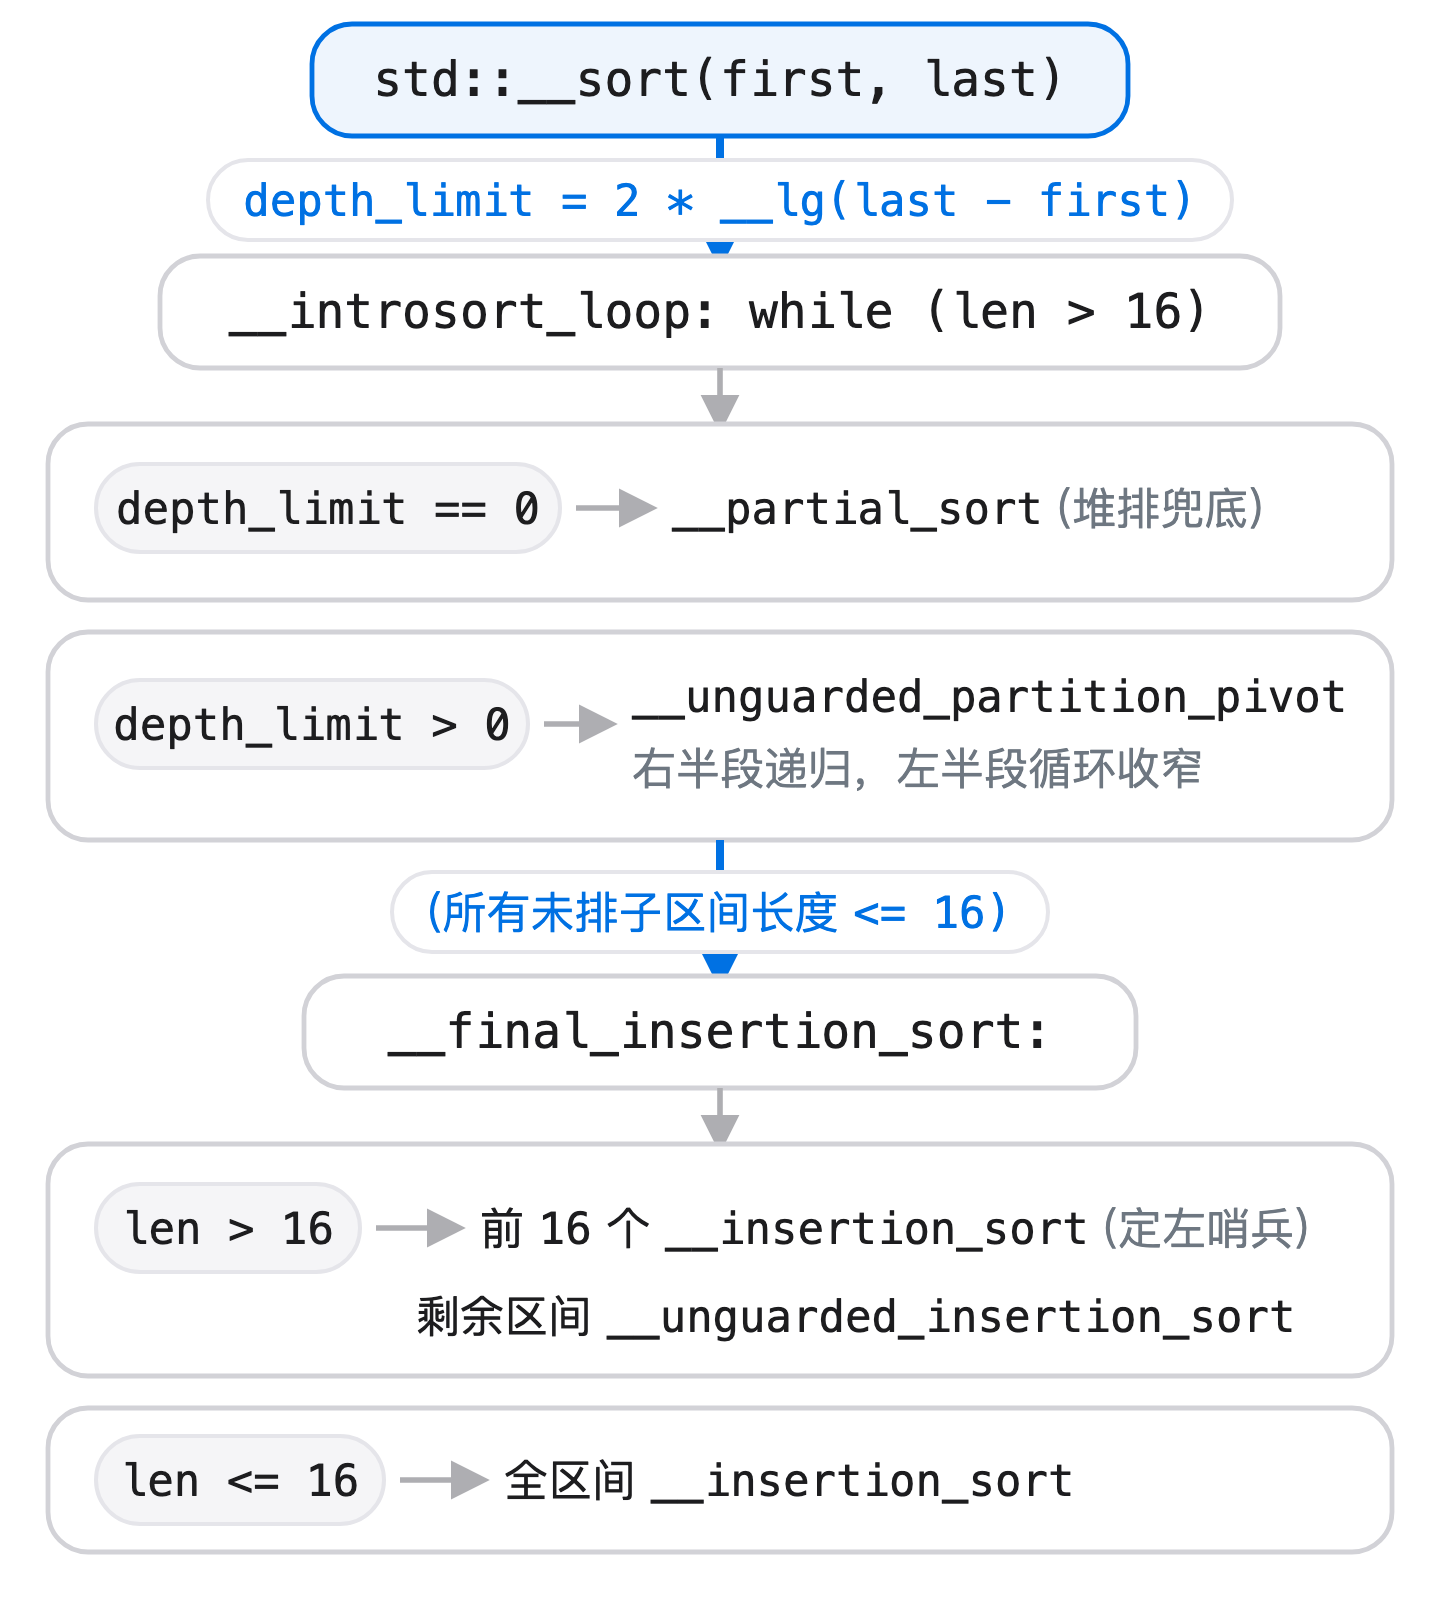 std::__sort(first, last)
depth_limit = 2 * __lg(last - first)
__introsort_loop: while (len > 16)
depth_limit == 0 __partial_sort (堆排兜底)
depth_limit > 0 __unguarded_partition_pivot
右半段递归，左半段循环收窄
(所有未排子区间长度 <= 16)
__final_insertion_sort:
len > 16 前 16 个 __insertion_sort (定左哨兵)
剩余区间 __unguarded_insertion_sort
len <= 16 全区间 __insertion_sort